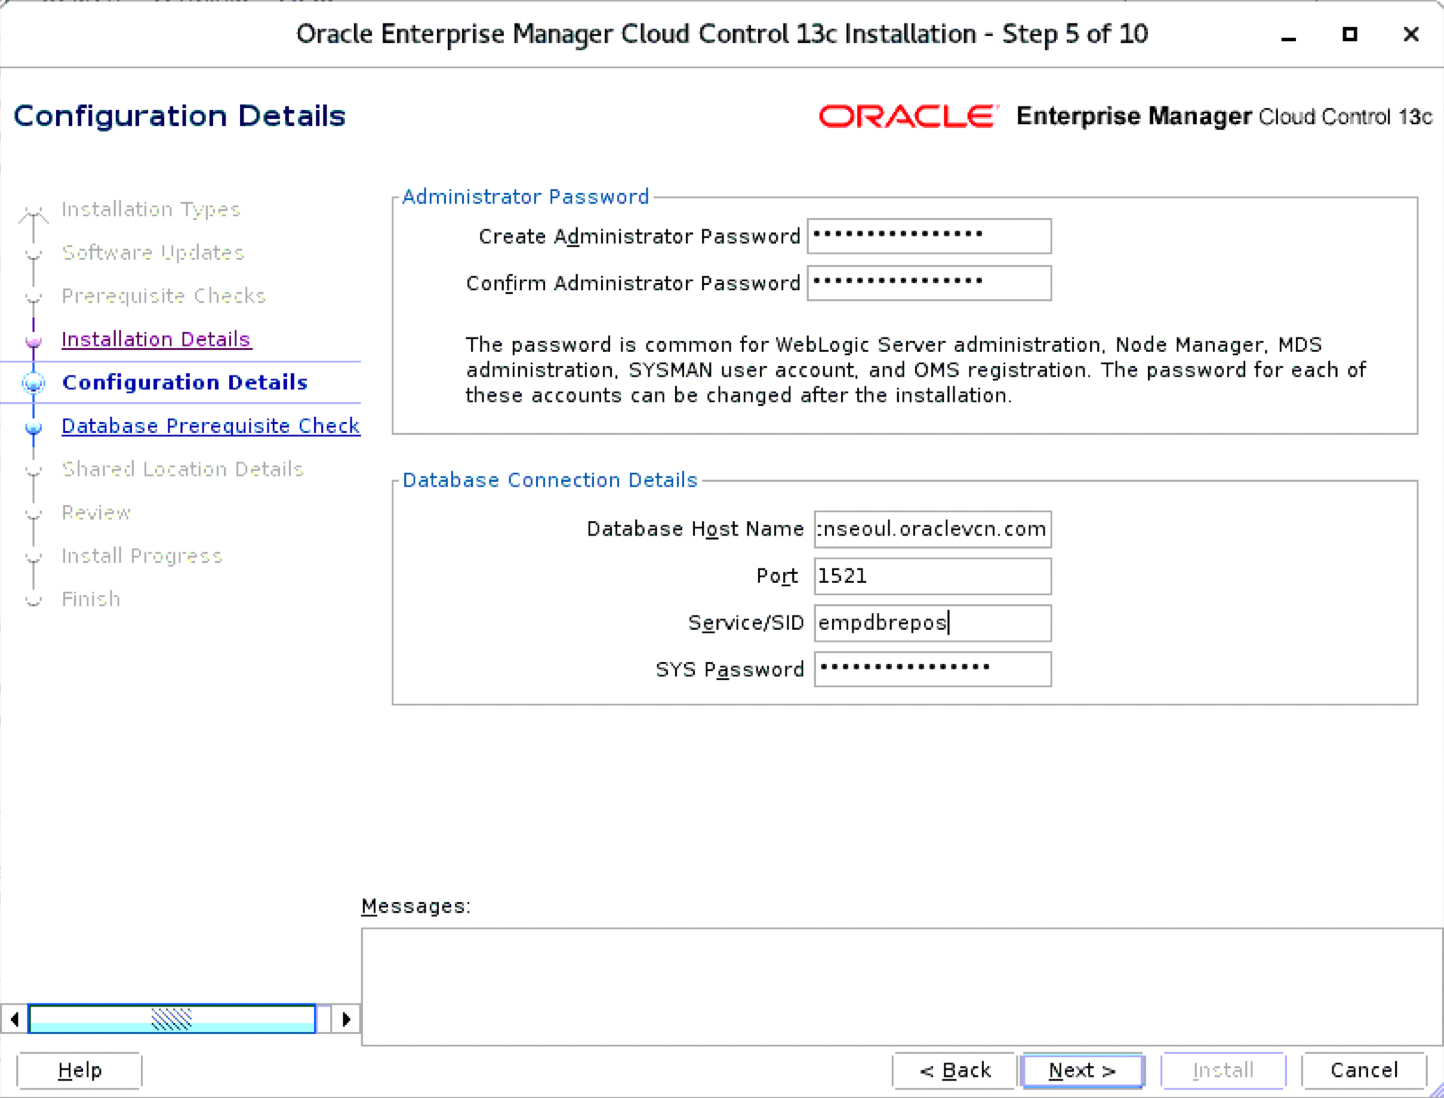 Oracle Enterprise Manager Cloud Control 13c Installation - Step 5 of 10
Configuration Details
ORACLE Enterprise Manager Cloud Control 13c
Installation Types
Software Updates
Prerequisite Checks
Installation Details
Configuration Details
Database Prerequisite Check
Shared Location Details
Review
Install Progress
Finish
Administrator Password
Create Administrator Password ••••••••••••••••
Confirm Administrator Password ••••••••••••••••
The password is common for WebLogic Server administration, Node Manager, MDS
administration, SYSMAN user account, and OMS registration. The password for each of
these accounts can be changed after the installation.
Database Connection Details
Database Host Name nseoul.oraclevcn.com
Port 1521
Service/SID empdbrepos
SYS Password ••••••••••••••••
Messages:
Help
< Back
Next >
Install
Cancel